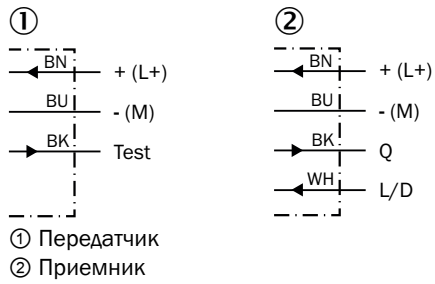 ① ②
BN + (L+) BN + (L+)
BU - (M) BU - (M)
BK Test BK Q
WH L/D
① Передатчик
② Приемник